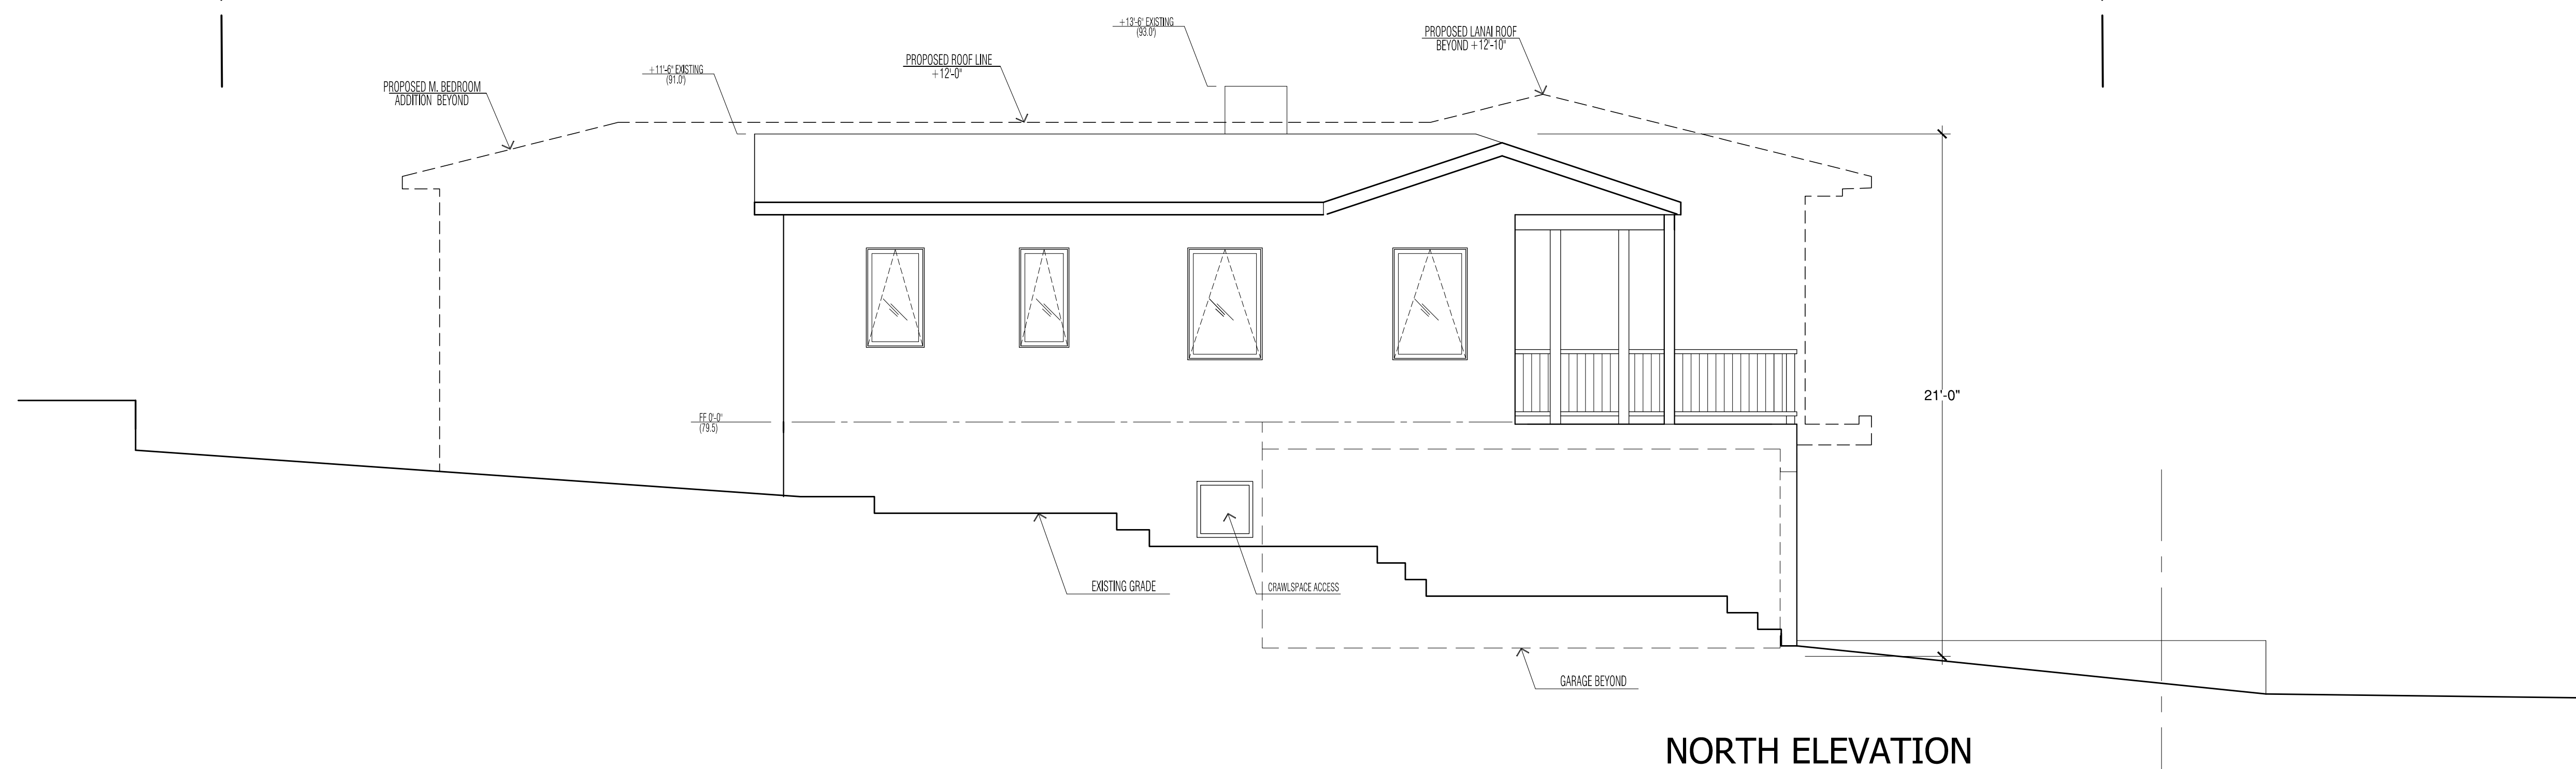 +13'-6" EXISTING
(93.0')
PROPOSED LANAI ROOF
BEYOND +12'-10"
PROPOSED ROOF LINE
+12'-0"
+11'-6" EXISTING
(91.0')
PROPOSED M. BEDROOM
ADDITION BEYOND
21'-0"
FF 0'-0"
(79.5)
EXISTING GRADE
CRAWLSPACE ACCESS
GARAGE BEYOND
NORTH ELEVATION